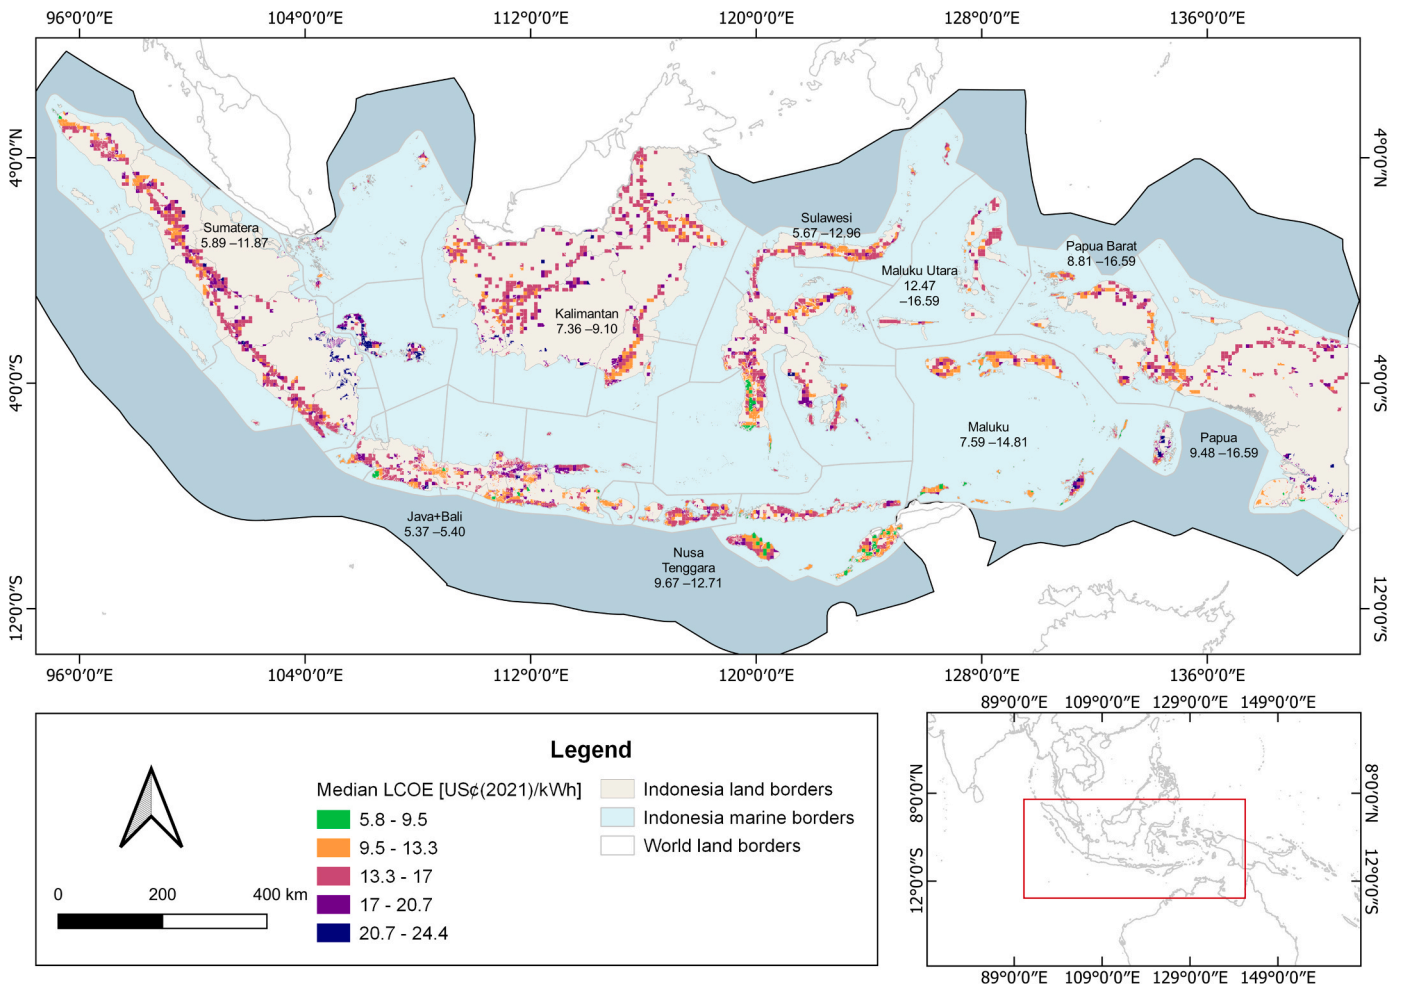 96°0′0″E 104°0′0″E 112°0′0″E 120°0′0″E 128°0′0″E 136°0′0″E
4°0′0″N
4°0′0″S
12°0′0″S
4°0′0″N
4°0′0″S
12°0′0″S
Sumatera
5.89 –11.87
Kalimantan
7.36 –9.10
Sulawesi
5.67 –12.96
Maluku Utara
12.47
–16.59
Papua Barat
8.81 –16.59
Maluku
7.59 –14.81
Papua
9.48 –16.59
Java+Bali
5.37 –5.40
Nusa
Tenggara
9.67 –12.71
96°0′0″E 104°0′0″E 112°0′0″E 120°0′0″E 128°0′0″E 136°0′0″E
Legend
Median LCOE [US¢(2021)/kWh]
5.8 - 9.5
9.5 - 13.3
13.3 - 17
17 - 20.7
20.7 - 24.4
Indonesia land borders
Indonesia marine borders
World land borders
0 200 400 km
89°0′0″E 109°0′0″E 129°0′0″E 149°0′0″E
8°0′0″N
12°0′0″S
8°0′0″N
12°0′0″S
89°0′0″E 109°0′0″E 129°0′0″E 149°0′0″E